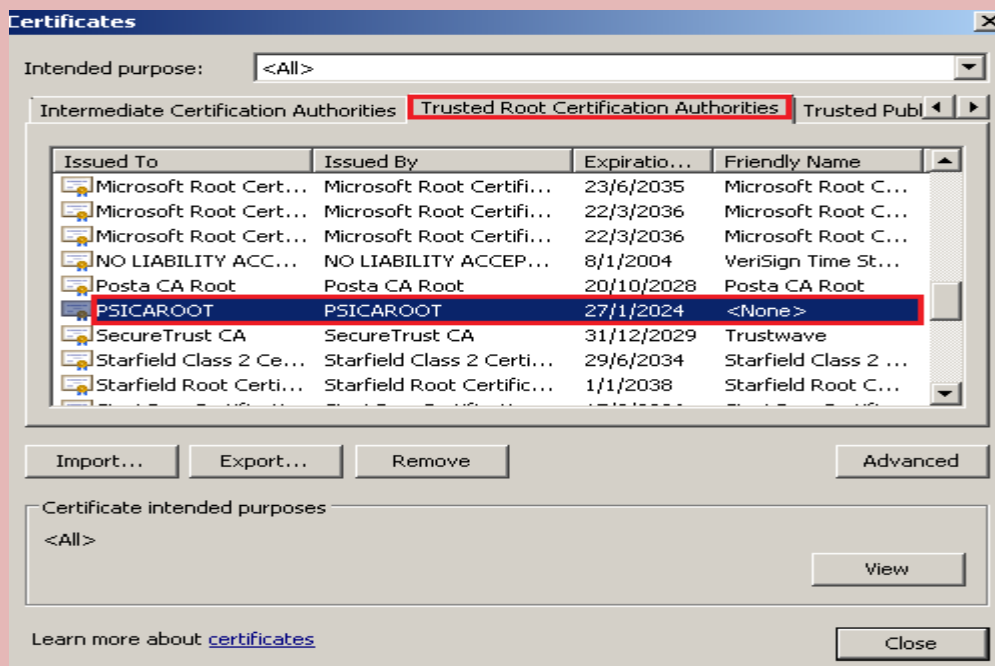 Certificates
Intended purpose: <All>
Intermediate Certification Authorities Trusted Root Certification Authorities Trusted Publ
Issued To Issued By Expiratio... Friendly Name
Microsoft Root Cert... Microsoft Root Certifi... 23/6/2035 Microsoft Root C...
Microsoft Root Cert... Microsoft Root Certifi... 22/3/2036 Microsoft Root C...
Microsoft Root Cert... Microsoft Root Certifi... 22/3/2036 Microsoft Root C...
NO LIABILITY ACC... NO LIABILITY ACCEP... 8/1/2004 VeriSign Time St...
Posta CA Root Posta CA Root 20/10/2028 Posta CA Root
PSICAROOT PSICAROOT 27/1/2024 <None>
SecureTrust CA SecureTrust CA 31/12/2029 Trustwave
Starfield Class 2 Ce... Starfield Class 2 Certi... 29/6/2034 Starfield Class 2 ...
Starfield Root Certi... Starfield Root Certific... 1/1/2038 Starfield Root C...
Import... Export... Remove Advanced
Certificate intended purposes
<All>
View
Learn more about certificates
Close